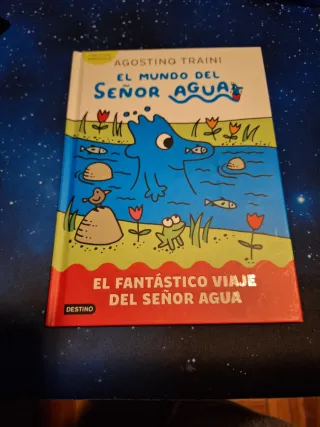 AGOSTINO TRAINI
EL MUNDO DEL
SEÑOR AGUA
EL FANTÁSTICO VIAJE
DEL SEÑOR AGUA
DESTINO